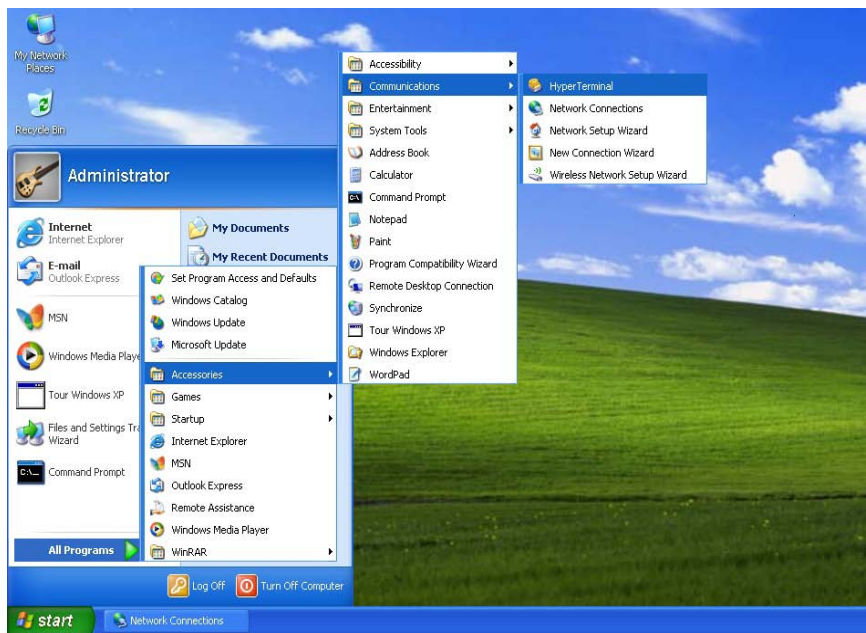 My Network
Places
Recycle Bin
Administrator
Internet
Internet Explorer
E-mail
Outlook Express
MSN
Windows Media Playe
Tour Windows XP
Files and Settings Tra
Wizard
Command Prompt
All Programs
My Documents
My Recent Documents
Set Program Access and Defaults
Windows Catalog
Windows Update
Microsoft Update
Accessories
Games
Startup
Internet Explorer
MSN
Outlook Express
Remote Assistance
Windows Media Player
WinRAR
Accessibility
Communications
Entertainment
System Tools
Address Book
Calculator
Command Prompt
Notepad
Paint
Program Compatibility Wizard
Remote Desktop Connection
Synchronize
Tour Windows XP
Windows Explorer
WordPad
HyperTerminal
Network Connections
Network Setup Wizard
New Connection Wizard
Wireless Network Setup Wizard
Log Off
Turn Off Computer
start
Network Connections